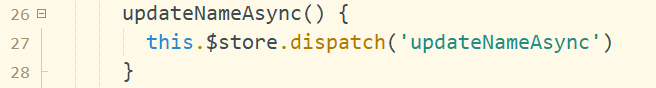 26 updateNameAsync() {
27 this.$store.dispatch('updateNameAsync')
28 }